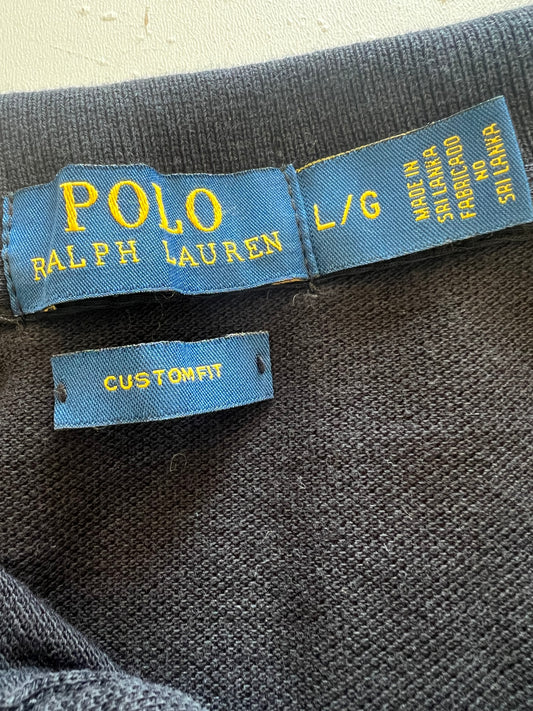 POLO
RALPH LAUREN
L/G
MADE IN
SRI LANKA
FABRICADO
NO
SRI LANKA
CUSTOM FIT